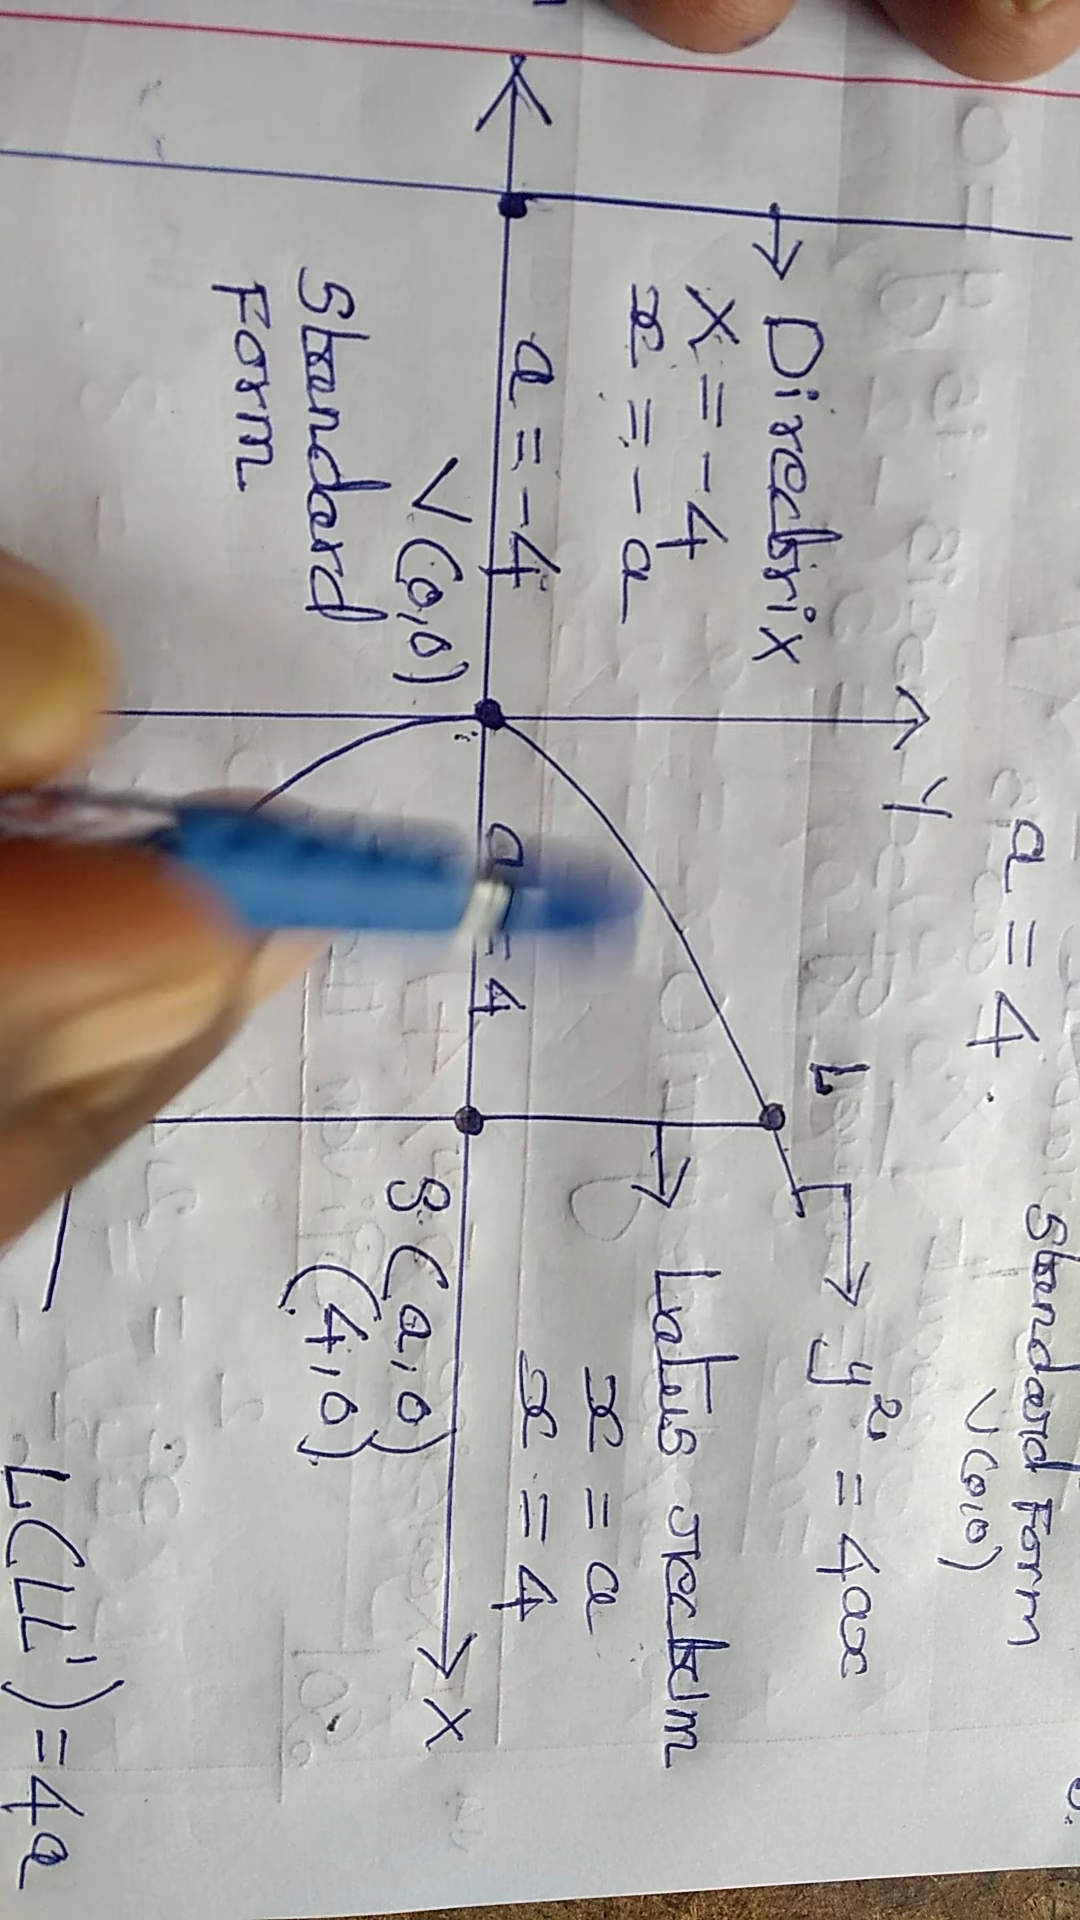 Standard Form
V(0,0)
a = 4.
Y
L
y² = 4ax
→ Directrix
X = -4
x = -a
→ Latus rectum
x = a
x = 4
a = -4
a = 4
X
V(0,0)
S(a,0)
(4,0)
Standard
Form
L(LL') = 4a